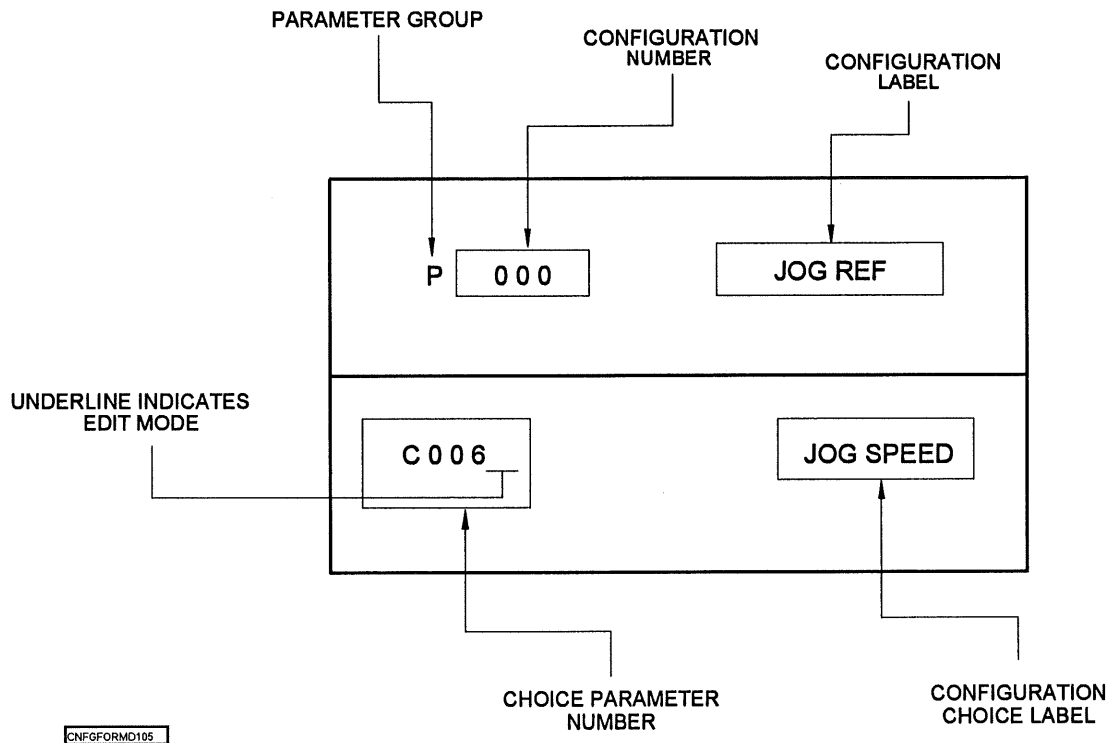 PARAMETER GROUP
CONFIGURATION
NUMBER
CONFIGURATION
LABEL
P 000
JOG REF
UNDERLINE INDICATES
EDIT MODE
C006
JOG SPEED
CHOICE PARAMETER
NUMBER
CONFIGURATION
CHOICE LABEL
CNFGFORMD105